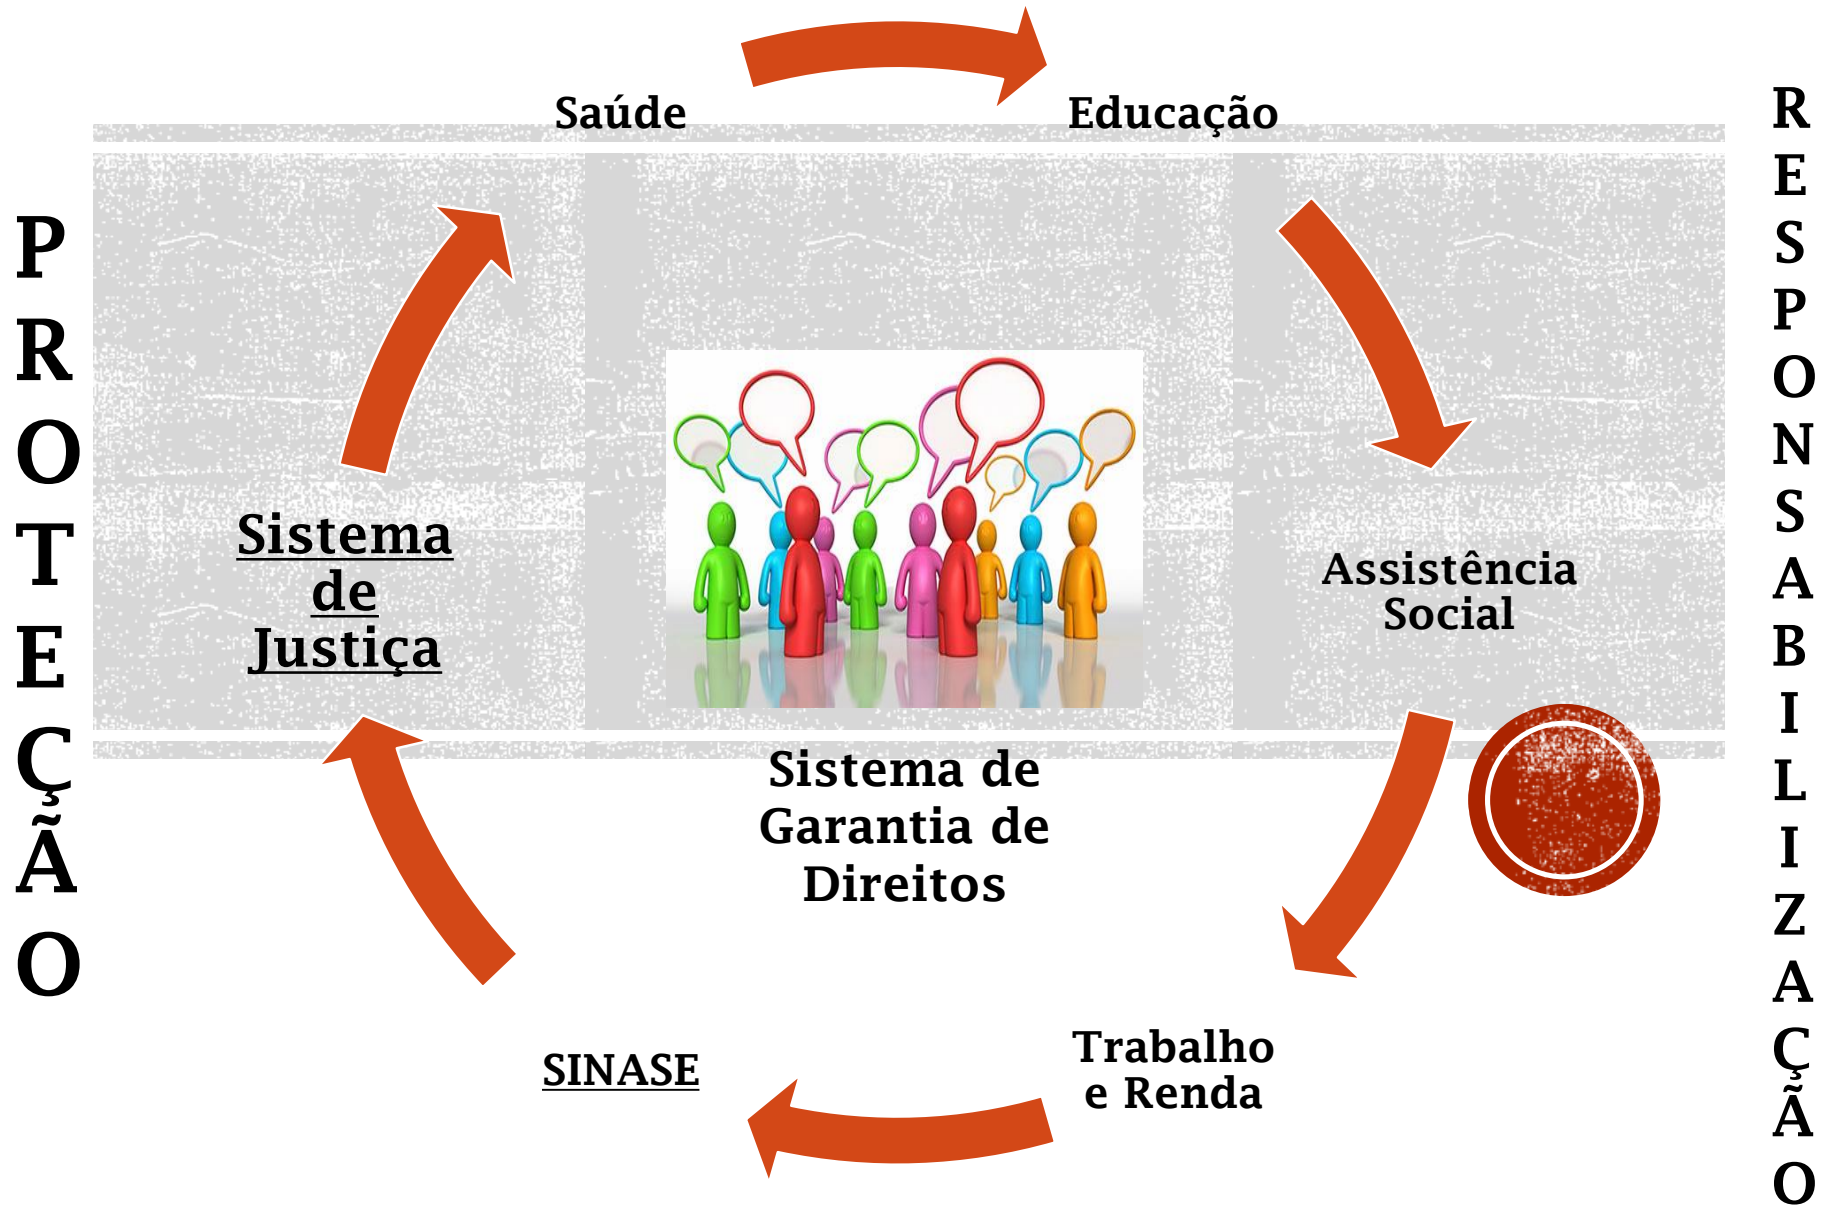 Saúde
Educação
PROTEÇÃO
RESPONSABILIZAÇÃO
Sistema
de
Justiça
Assistência
Social
Sistema de
Garantia de
Direitos
SINASE
Trabalho
e Renda